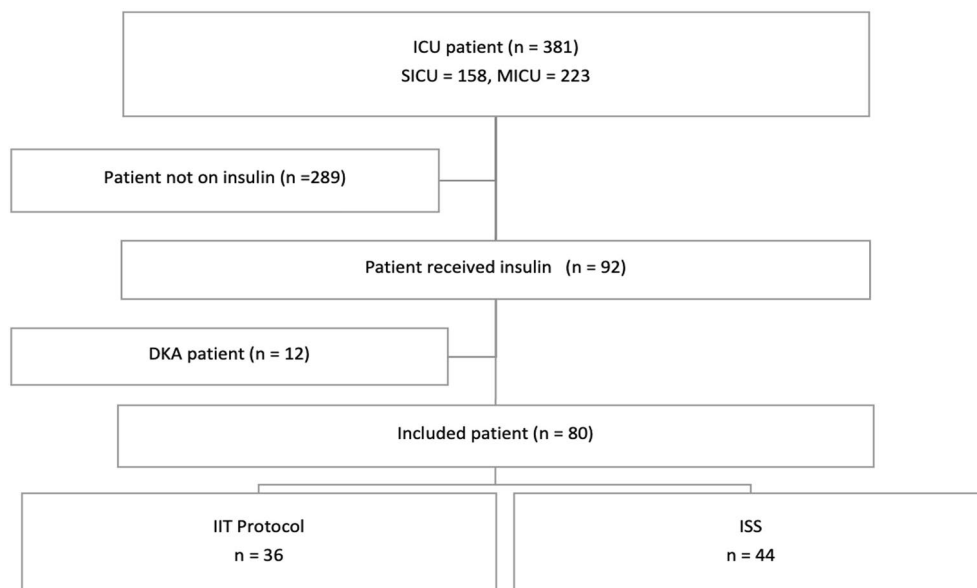 ICU patient (n = 381)
SICU = 158, MICU = 223
Patient not on insulin (n =289)
Patient received insulin (n = 92)
DKA patient (n = 12)
Included patient (n = 80)
IIT Protocol
n = 36
ISS
n = 44